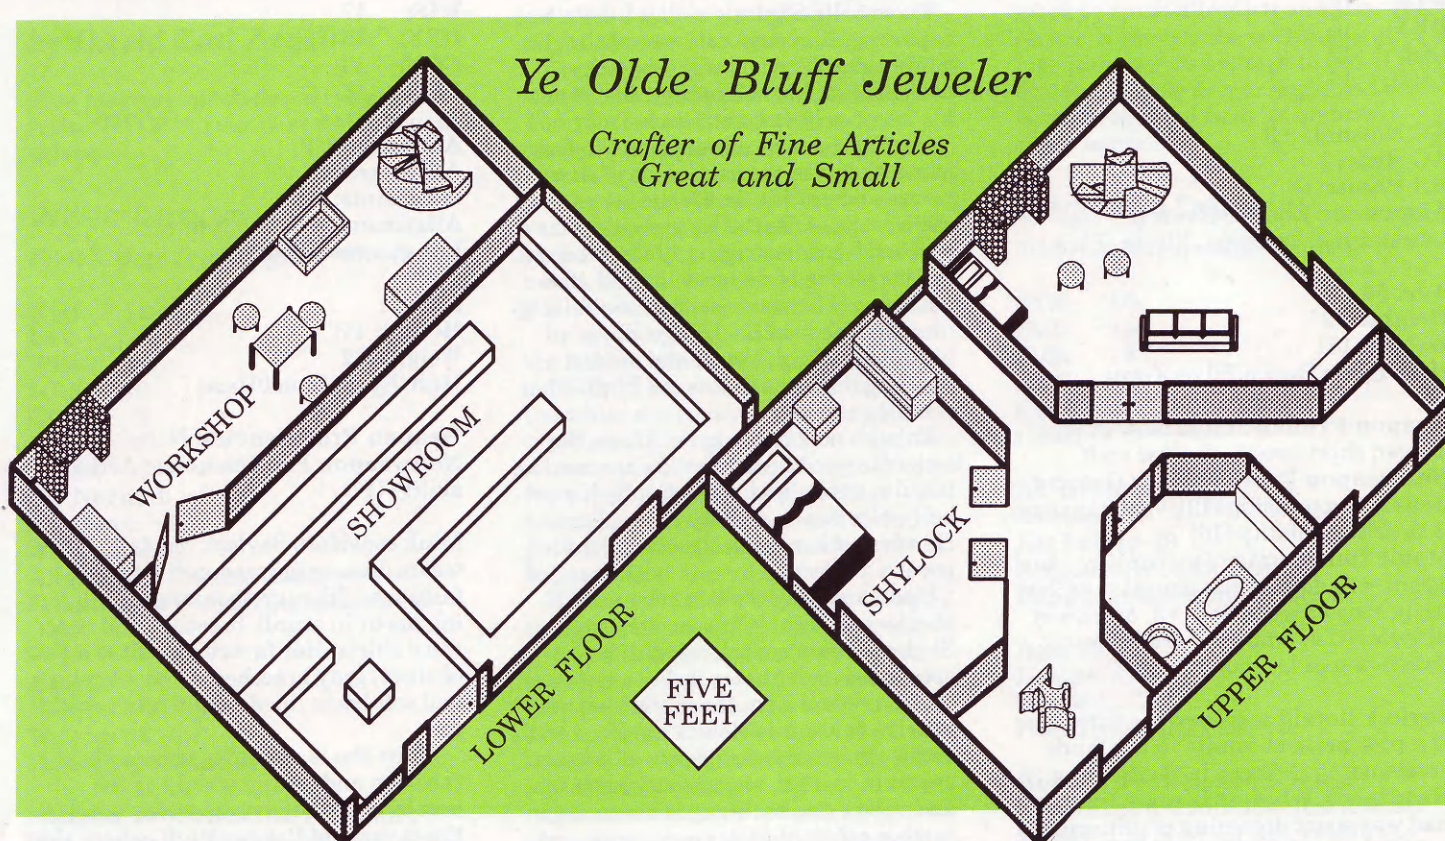 Ye Olde 'Bluff Jeweler
Crafter of Fine Articles
Great and Small
WORKSHOP
SHOWROOM
LOWER FLOOR
FIVE
FEET
SHYLOCK
UPPER FLOOR